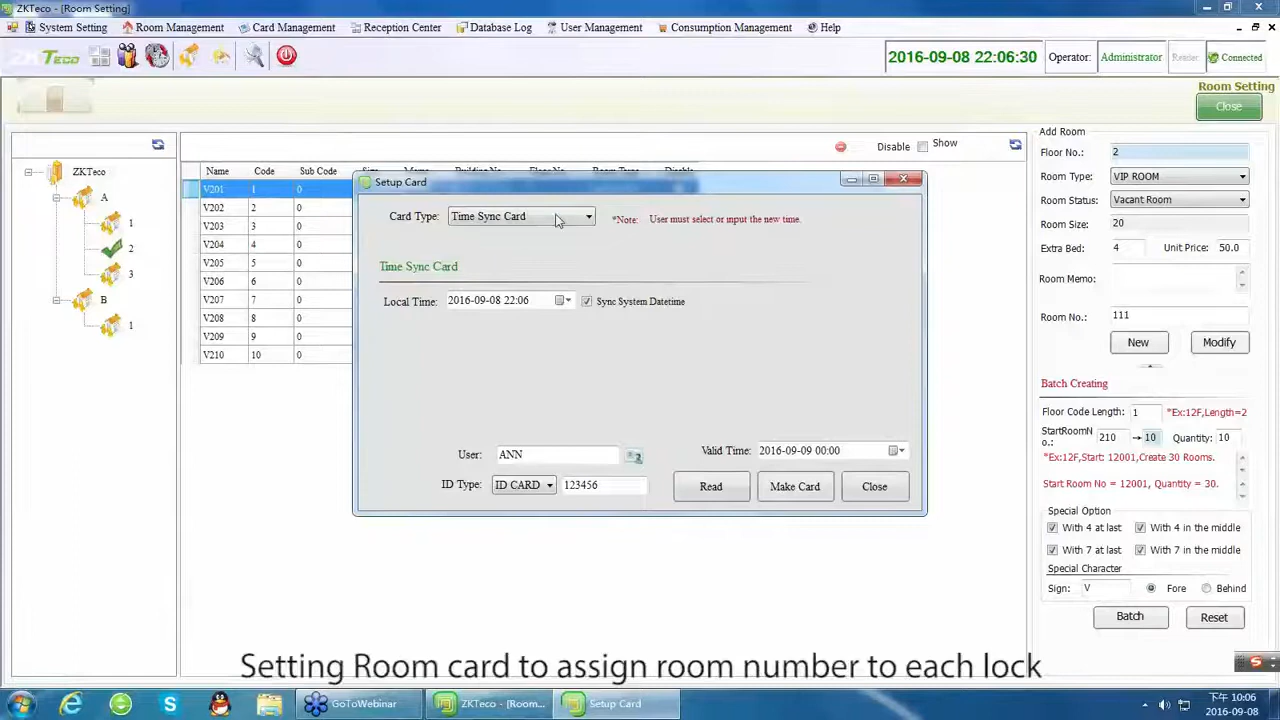 ZKTeco - [Room Setting]
System Setting Room Management Card Management Reception Center Database Log User Management Consumption Management Help
ZKTeco 2016-09-08 22:06:30 Operator: Administrator Reader: Connected
Room Setting
Close
Disable Show
ZKTeco
A
1
2
3
B
1
Name Code Sub Code Size Building No. Floor No. Room Type Disable
V201 1 0
V202 2 0
V203 3 0
V204 4 0
V205 5 0
V206 6 0
V207 7 0
V208 8 0
V209 9 0
V210 10 0
Setup Card
Card Type: Time Sync Card *Note: User must select or input the new time.
Time Sync Card
Local Time: 2016-09-08 22:06 Sync System Datetime
User: ANN Valid Time: 2016-09-09 00:00
ID Type: ID CARD 123456 Read Make Card Close
Add Room
Floor No.: 2
Room Type: VIP ROOM
Room Status: Vacant Room
Room Size: 20
Extra Bed: 4 Unit Price: 50.0
Room Memo:
Room No.: 111
New Modify
Batch Creating
Floor Code Length: 1 *Ex:12F,Length=2
StartRoomN
o.: 210 → 10 Quantity: 10
*Ex:12F,Start: 12001,Create 30 Rooms.
Start Room No = 12001, Quantity = 30.
Special Option
With 4 at last With 4 in the middle
With 7 at last With 7 in the middle
Special Character
Sign: V Fore Behind
Batch Reset
Setting Room card to assign room number to each lock
GoToWebinar ZKTeco - [Room... Setup Card
下午 10:06
2016-09-08